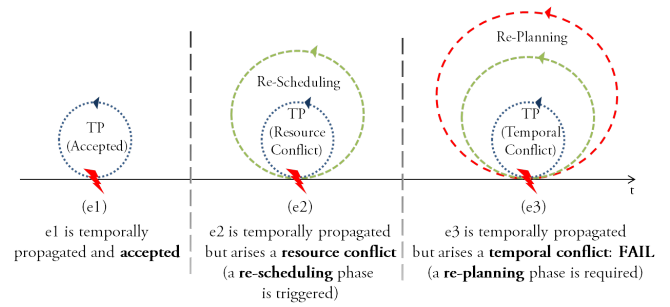 Re-Planning
Re-Scheduling
TP
(Accepted)
TP
(Resource
Conflict)
TP
(Temporal
Conflict)
t
(e1)
(e2)
(e3)
e1 is temporally
propagated and accepted
e2 is temporally propagated
but arises a resource conflict
(a re-scheduling phase
is triggered)
e3 is temporally propagated
but arises a temporal conflict: FAIL
(a re-planning phase is required)